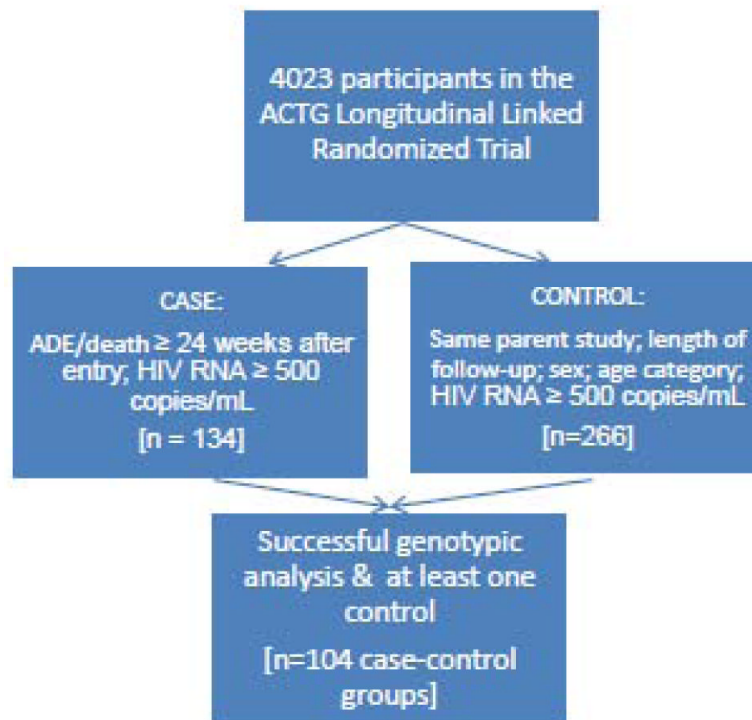 4023 participants in the
ACTG Longitudinal Linked
Randomized Trial
CASE:
ADE/death ≥ 24 weeks after
entry; HIV RNA ≥ 500
copies/mL
[n = 134]
CONTROL:
Same parent study; length of
follow-up; sex; age category;
HIV RNA ≥ 500 copies/mL
[n=266]
Successful genotypic
analysis & at least one
control
[n=104 case-control
groups]